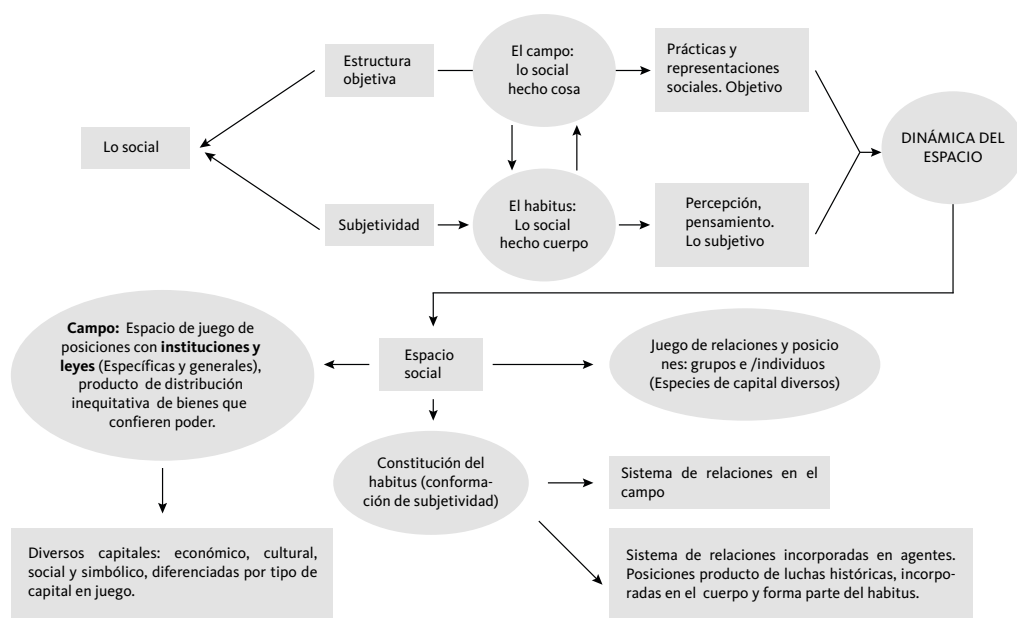 Estructura
objetiva
El campo:
lo social
hecho cosa
Prácticas y
representaciones
sociales. Objetivo
Lo social
DINÁMICA DEL
ESPACIO
Subjetividad
El habitus:
Lo social
hecho cuerpo
Percepción,
pensamiento.
Lo subjetivo
Campo: Espacio de juego de
posiciones con instituciones y
leyes (Específicas y generales),
producto de distribución
inequitativa de bienes que
confieren poder.
Espacio
social
Juego de relaciones y posicio
nes: grupos e /individuos
(Especies de capital diversos)
Constitución del
habitus (conforma-
ción de subjetividad)
Sistema de relaciones en el
campo
Diversos capitales: económico, cultural,
social y simbólico, diferenciadas por tipo de
capital en juego.
Sistema de relaciones incorporadas en agentes.
Posiciones producto de luchas históricas, incorpo-
radas en el cuerpo y forma parte del habitus.